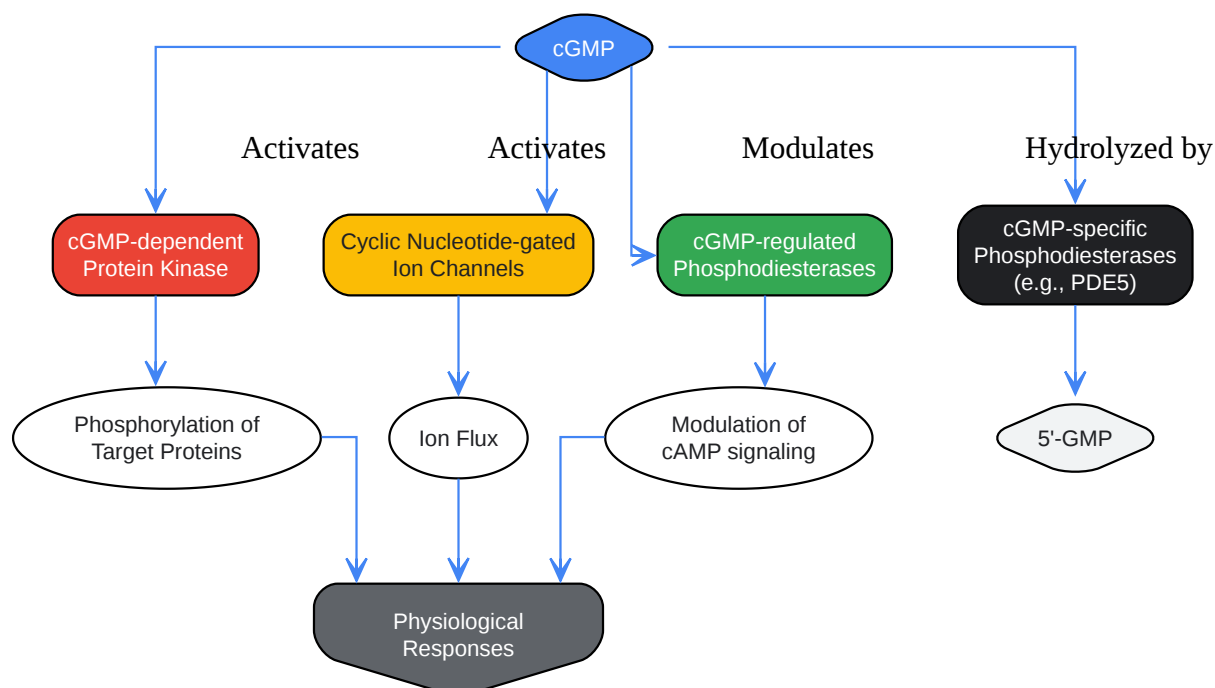 cGMP
Activates
Activates
Modulates
Hydrolyzed by
cGMP-dependent
Protein Kinase
Cyclic Nucleotide-gated
Ion Channels
cGMP-regulated
Phosphodiesterases
cGMP-specific
Phosphodiesterases
(e.g., PDE5)
Phosphorylation of
Target Proteins
Ion Flux
Modulation of
cAMP signaling
5'-GMP
Physiological
Responses